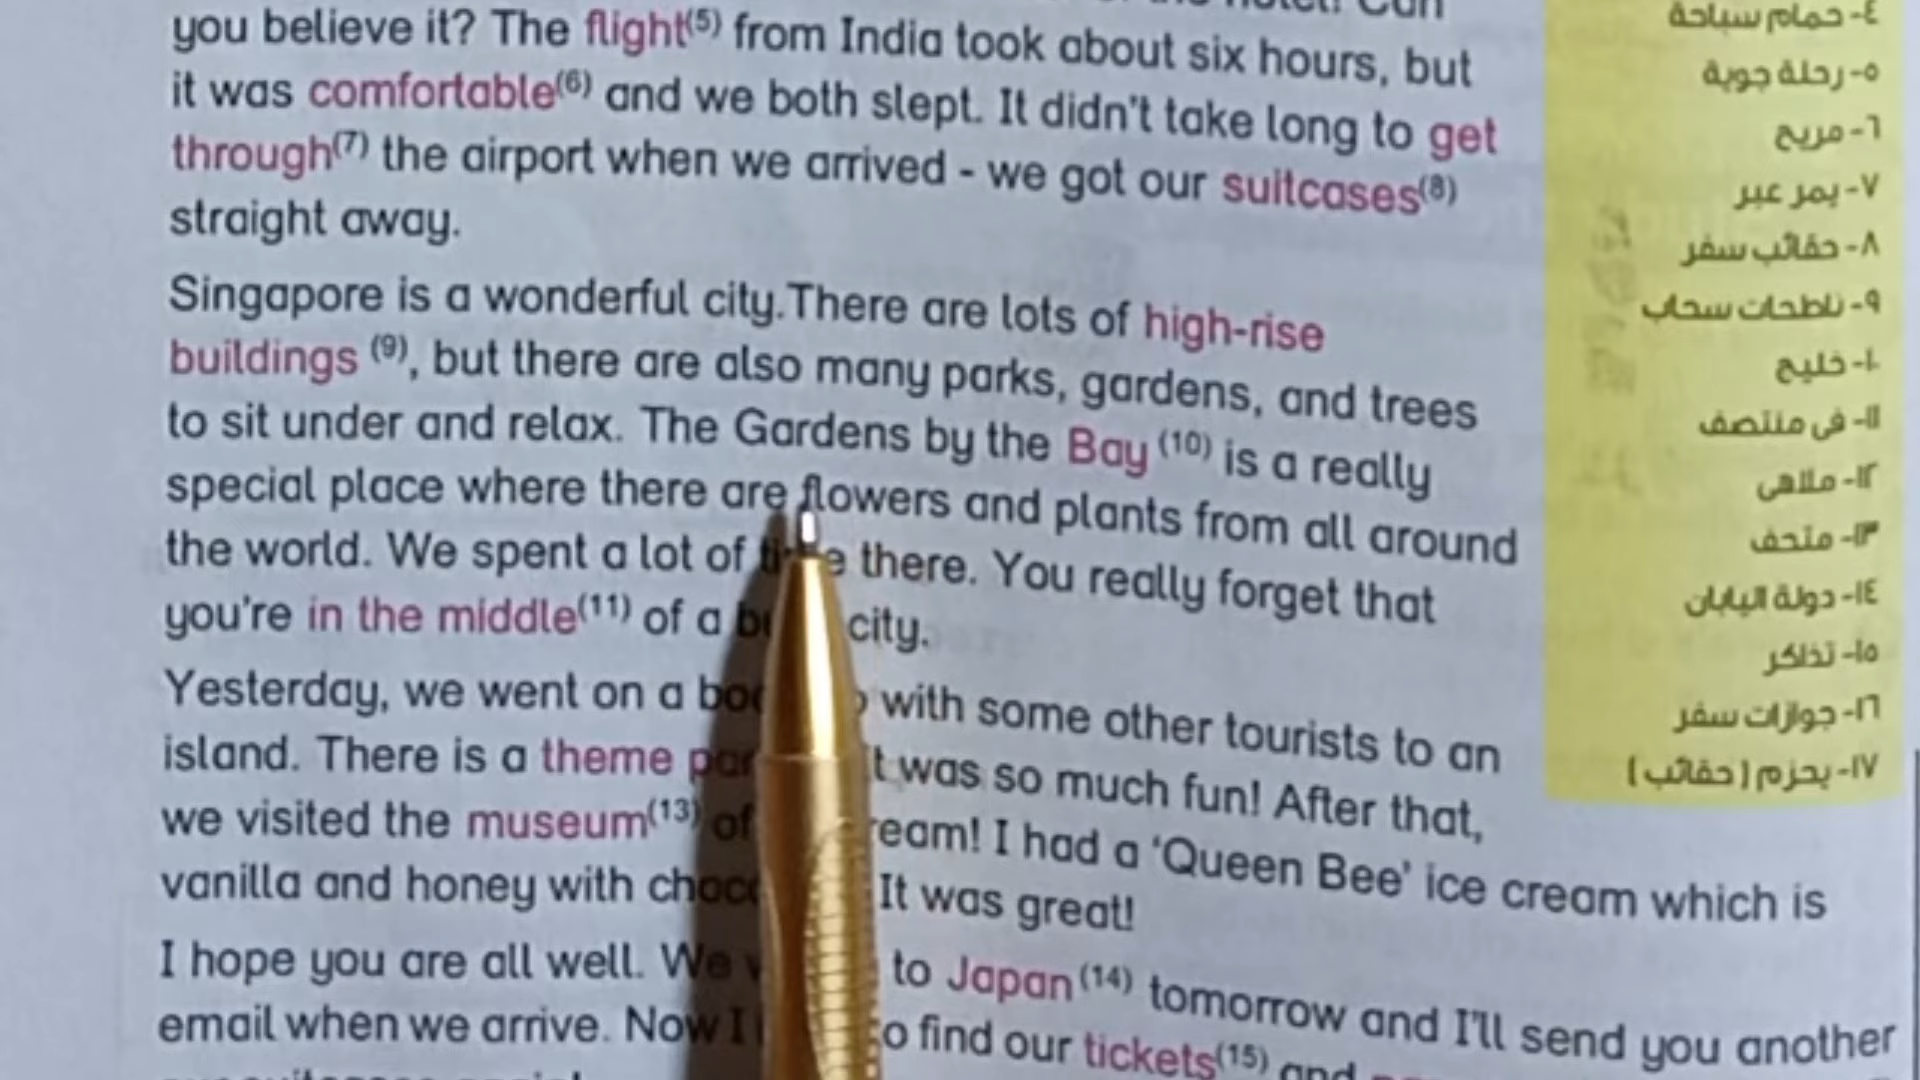 you believe it? The flight(5) from India took about six hours, but
it was comfortable(6) and we both slept. It didn't take long to get
through(7) the airport when we arrived - we got our suitcases(8)
straight away.
Singapore is a wonderful city.There are lots of high-rise
buildings (9), but there are also many parks, gardens, and trees
to sit under and relax. The Gardens by the Bay (10) is a really
special place where there are flowers and plants from all around
the world. We spent a lot of there. You really forget that
you're in the middle(11) of a city.
Yesterday, we went on a with some other tourists to an
island. There is a theme It was so much fun! After that,
we visited the museum(13) of I had a 'Queen Bee' ice cream which is
vanilla and honey with It was great!
I hope you are all well. We to Japan(14) tomorrow and I'll send you another
email when we arrive. Now I to find our tickets(15) and
٤- حمام سباحة
٥- رحلة جوية
٦- مريح
٧- يمر عبر
٨- حقائب سفر
٩- ناطحات سحاب
١٠- خليج
١١- فى منتصف
١٢- ملاهى
١٣- متحف
١٤- دولة اليابان
١٥- تذاكر
١٦- جوازات سفر
١٧- يحزم (حقائب)